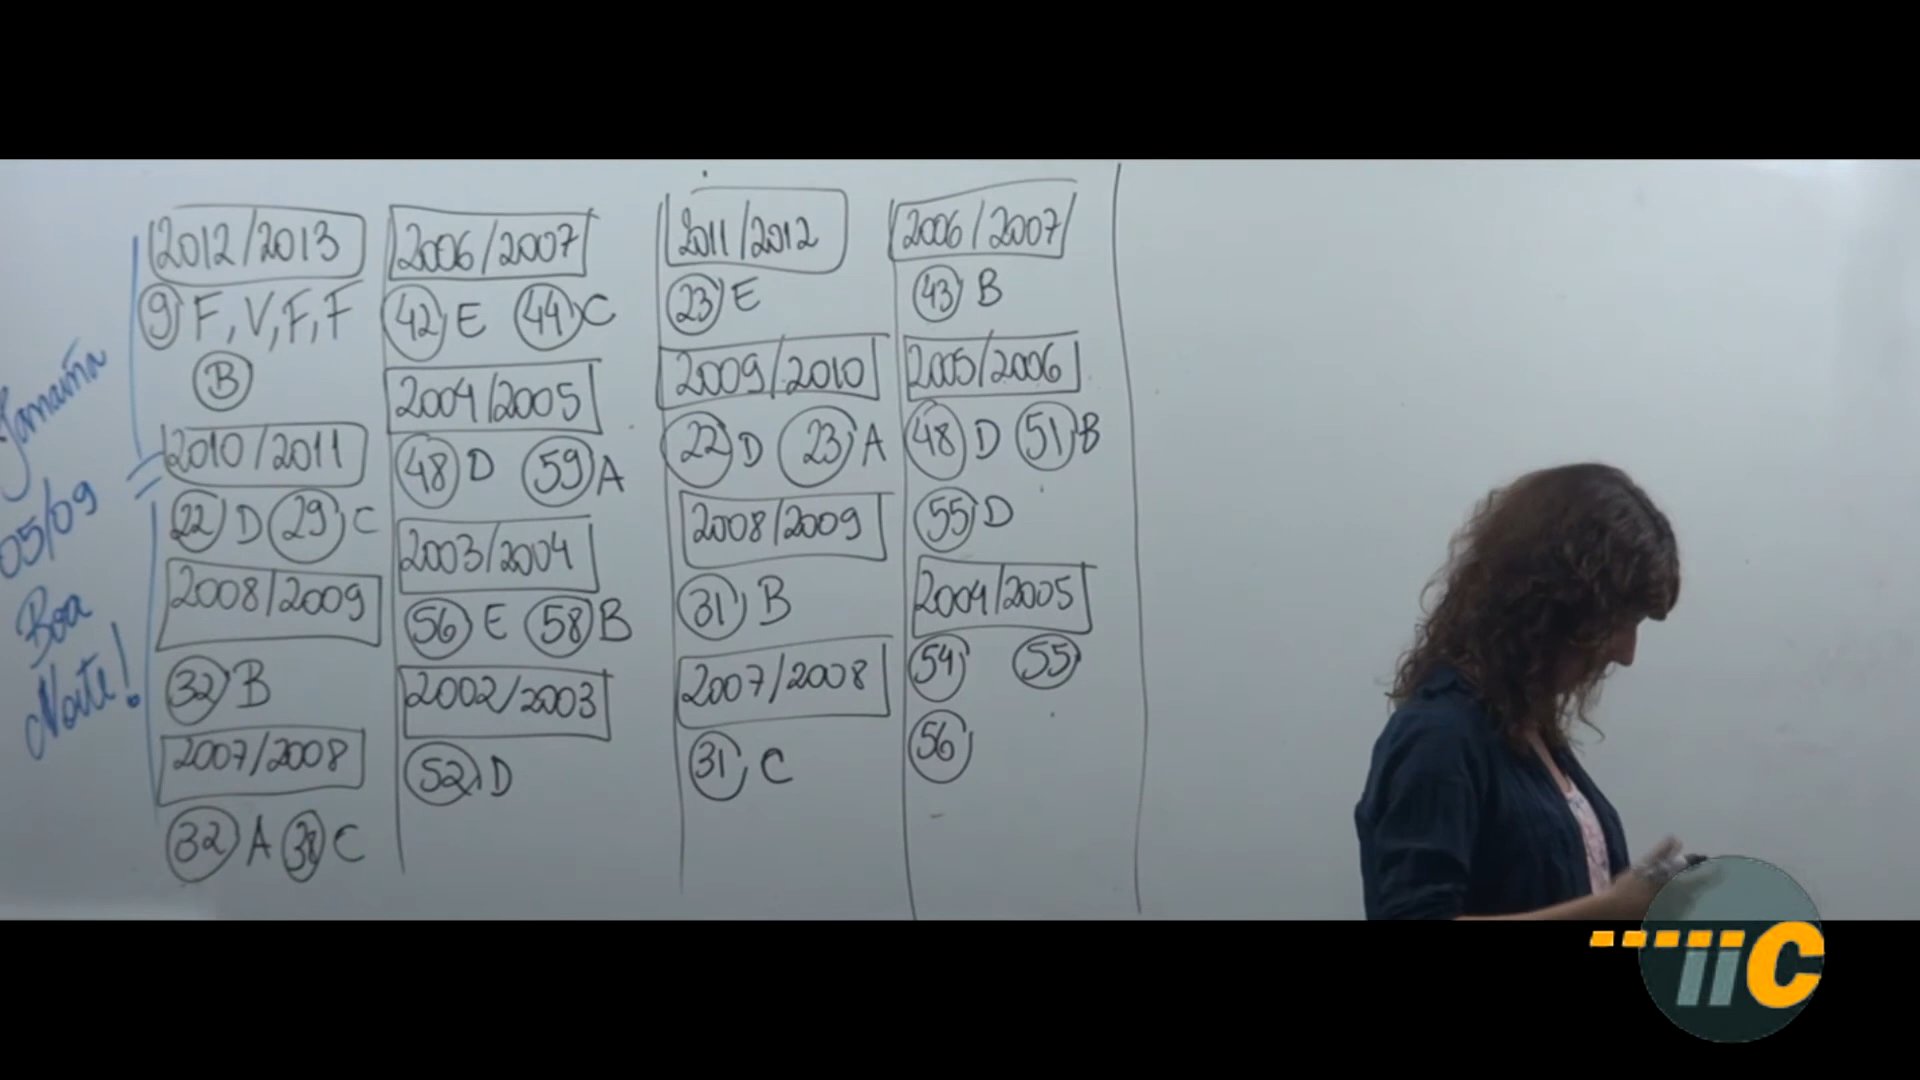 Janaína
05/09
Boa
Noite!
2012/2013
9 F, V, F, F
B
2010/2011
22 D 29 C
2008/2009
32 B
2007/2008
32 A 38 C
2006/2007
42 E 44 C
2004/2005
48 D 59 A
2003/2004
56 E 58 B
2002/2003
52 D
2011/2012
23 E
2009/2010
22 D 23 A
2008/2009
31 B
2007/2008
31 C
2006/2007
43 B
2005/2006
48 D 51 B
55 D
2004/2005
54 55
56
iiC